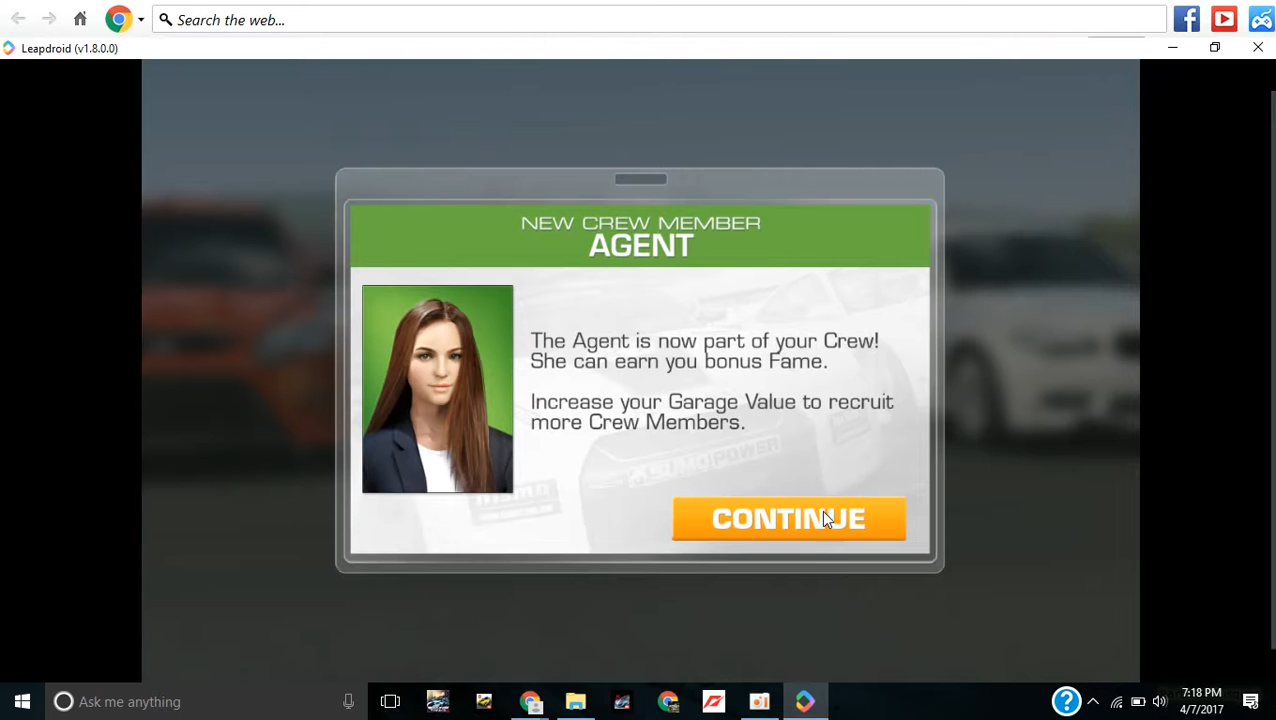 Search the web...
Leapdroid (v1.8.0.0)
NEW CREW MEMBER
AGENT
The Agent is now part of your Crew!
She can earn you bonus Fame.
Increase your Garage Value to recruit
more Crew Members.
CONTINUE
Ask me anything
7:18 PM
4/7/2017